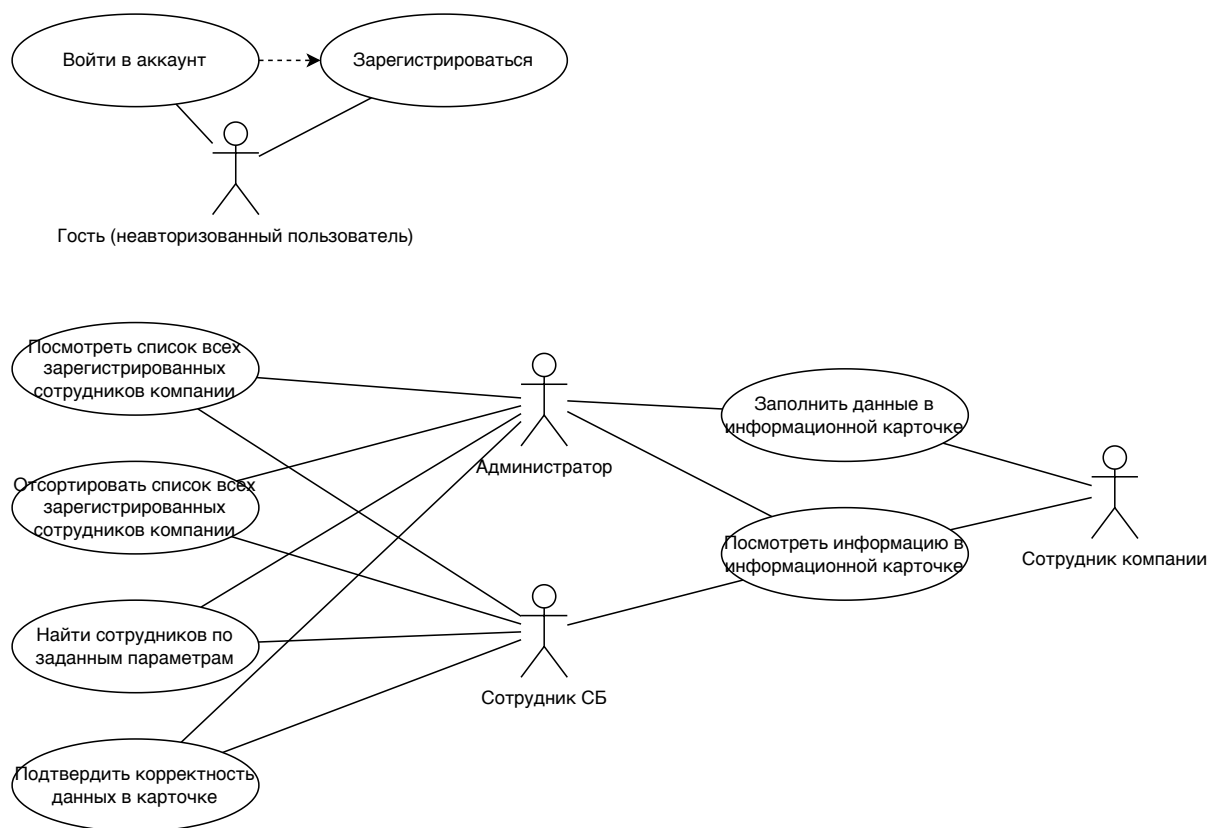 Войти в аккаунт
Зарегистрироваться
Гость (неавторизованный пользователь)
Посмотреть список всех
зарегистрированных
сотрудников компании
Администратор
Заполнить данные в
информационной карточке
Отсортировать список всех
зарегистрированных
сотрудников компании
Посмотреть информацию в
информационной карточке
Сотрудник компании
Найти сотрудников по
заданным параметрам
Сотрудник СБ
Подтвердить корректность
данных в карточке